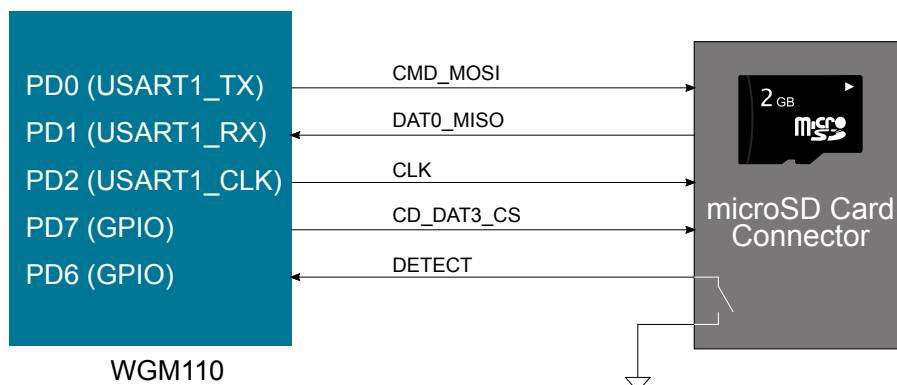 PD0 (USART1_TX)
PD1 (USART1_RX)
PD2 (USART1_CLK)
PD7 (GPIO)
PD6 (GPIO)
WGM110
CMD_MOSI
DAT0_MISO
CLK
CD_DAT3_CS
DETECT
2 GB
micro
SD
microSD Card
Connector